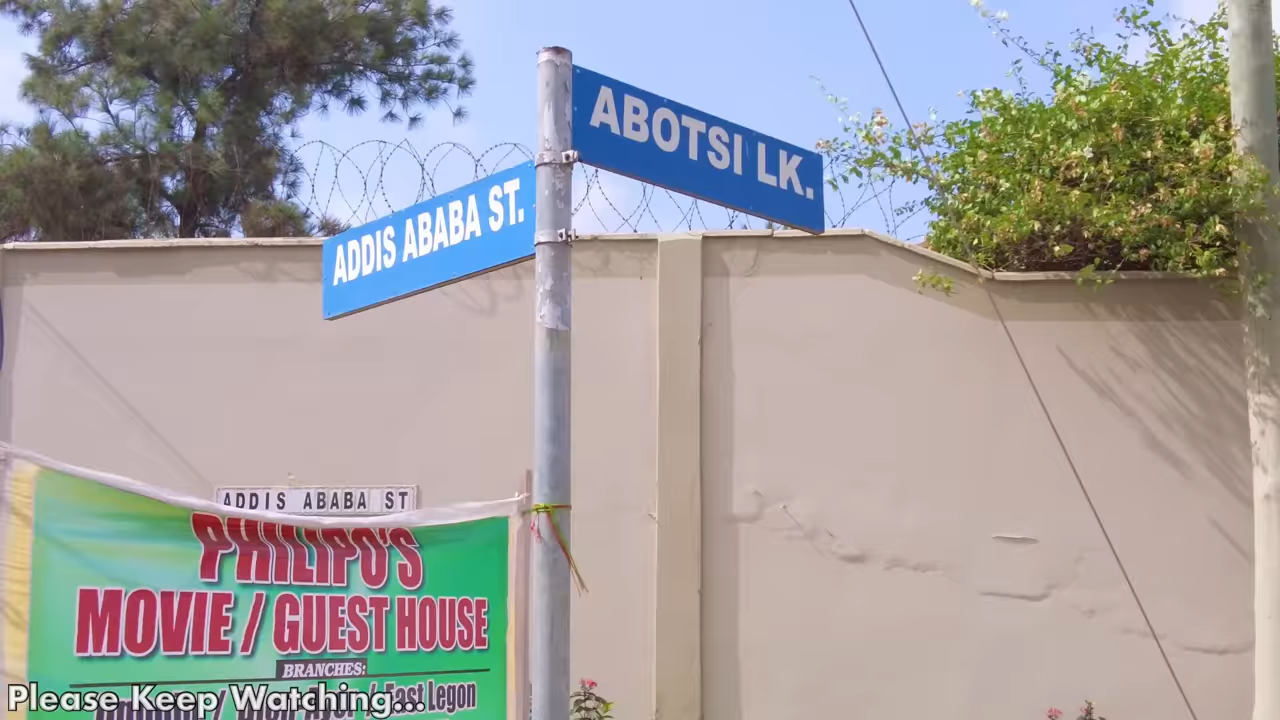 ABOTSI LK.
ADDIS ABABA ST.
ADDIS ABABA ST
PHILIPO'S
MOVIE / GUEST HOUSE
BRANCHES:
/ East Legon
Please Keep Watching...